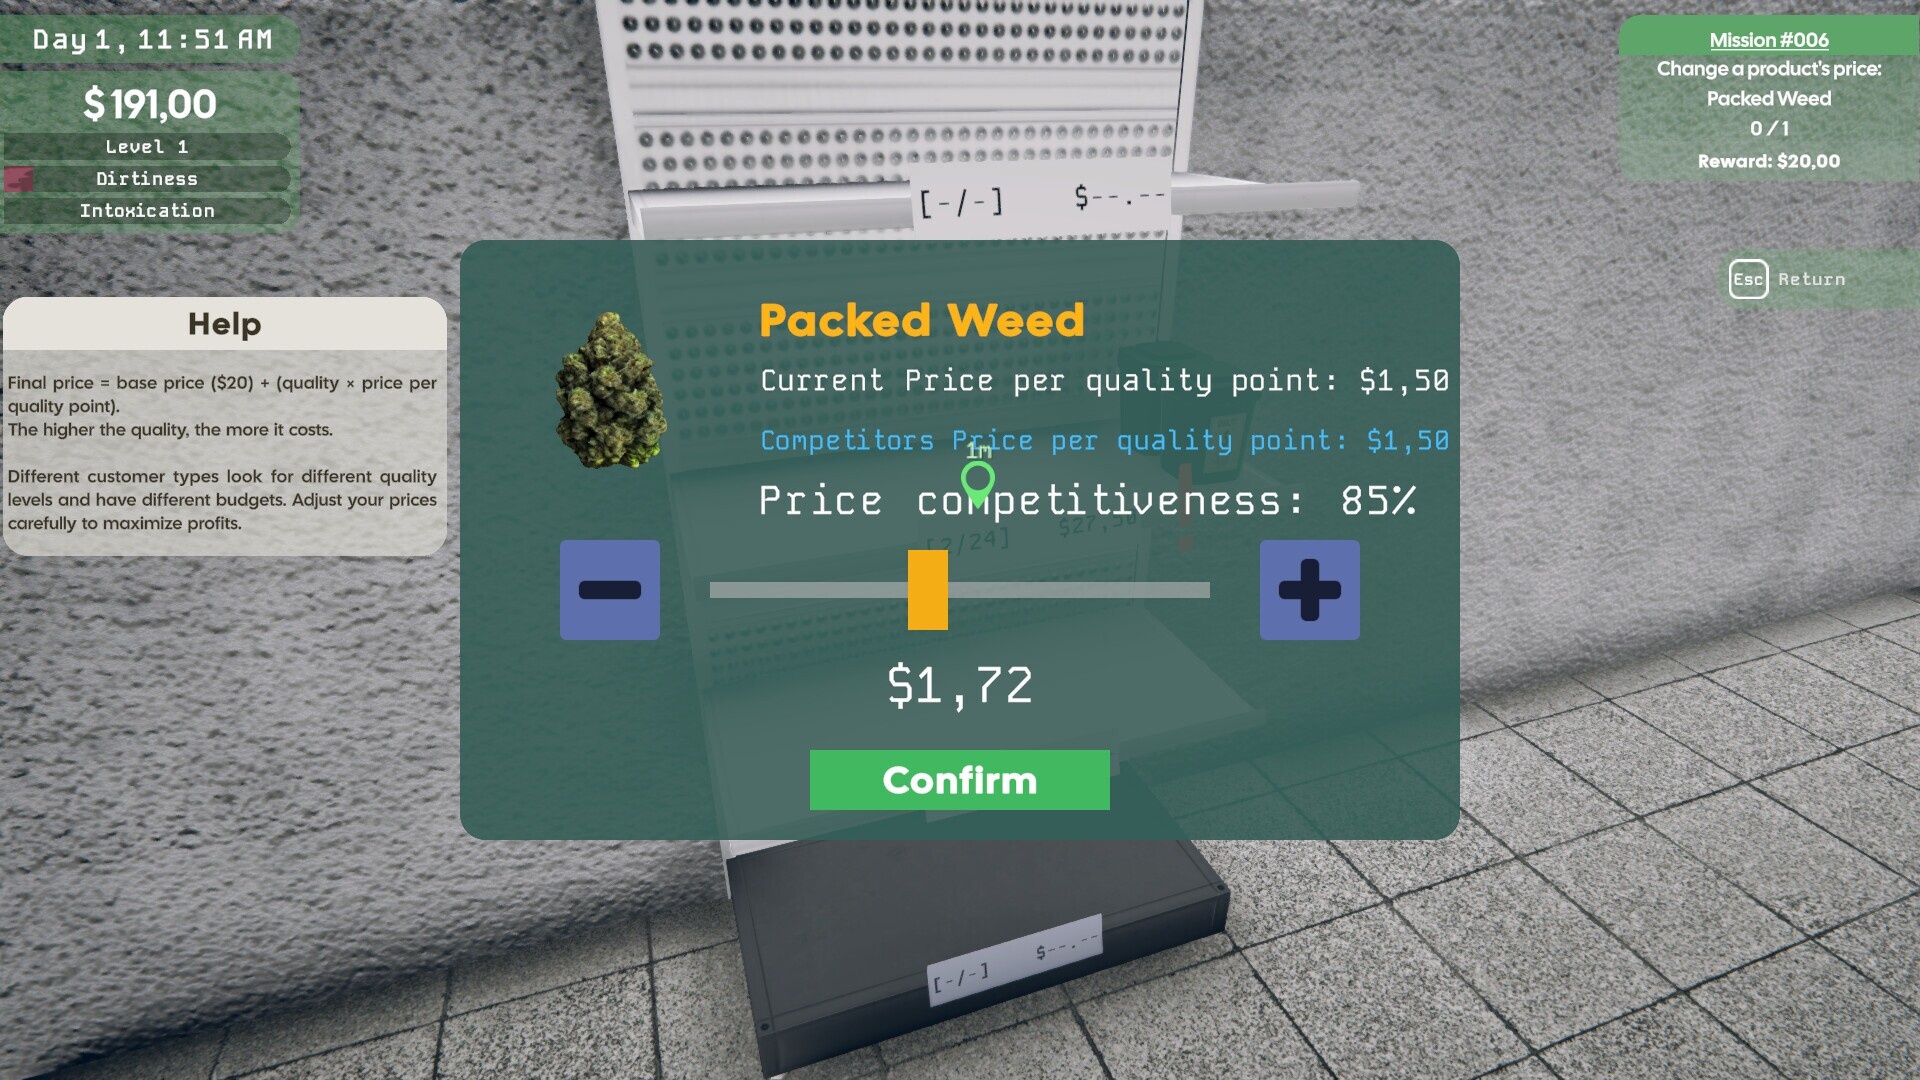 Day 1, 11:51 AM
$191,00
Level 1
Dirtiness
Intoxication
Mission #006
Change a product's price:
Packed Weed
0 / 1
Reward: $20,00
Esc Return
[-/-] $--.--
Help
Final price = base price ($20) + (quality × price per
quality point).
The higher the quality, the more it costs.
Different customer types look for different quality
levels and have different budgets. Adjust your prices
carefully to maximize profits.
Packed Weed
Current Price per quality point: $1,50
Competitors Price per quality point: $1,50
1m
Price competitiveness: 85%
[2/24] $27,50
$1,72
Confirm
[-/-] $--.--